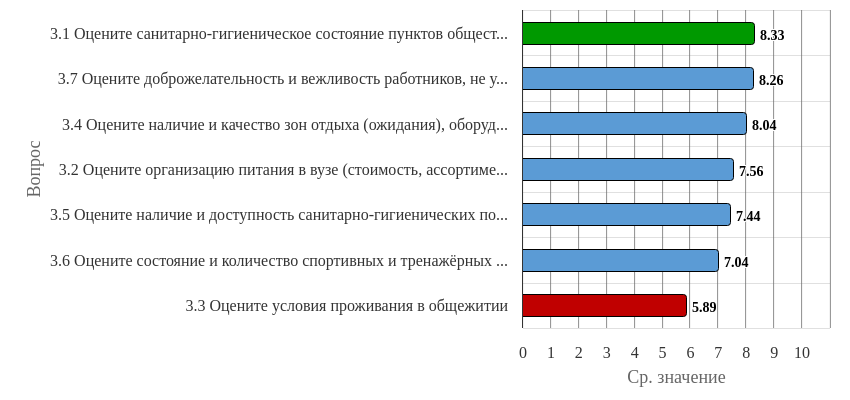 3.1 Оцените санитарно-гигиеническое состояние пунктов общест... 8.33
3.7 Оцените доброжелательность и вежливость работников, не у... 8.26
3.4 Оцените наличие и качество зон отдыха (ожидания), оборуд... 8.04
3.2 Оцените организацию питания в вузе (стоимость, ассортиме... 7.56
3.5 Оцените наличие и доступность санитарно-гигиенических по... 7.44
3.6 Оцените состояние и количество спортивных и тренажёрных ... 7.04
3.3 Оцените условия проживания в общежитии 5.89
Вопрос
0 1 2 3 4 5 6 7 8 9 10
Ср. значение